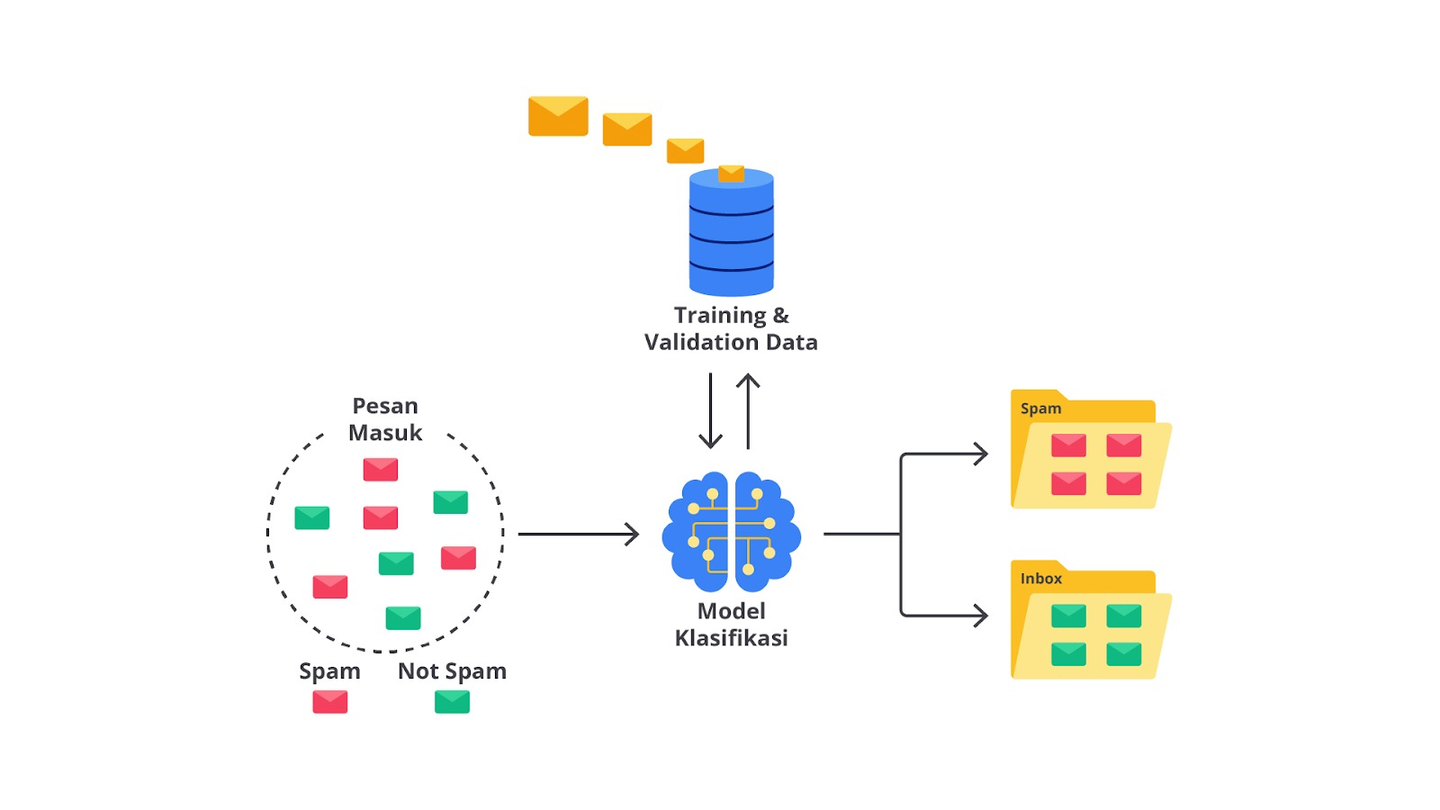 Training &
Validation Data
Pesan
Masuk
Spam
Not Spam
Model
Klasifikasi
Spam
Inbox